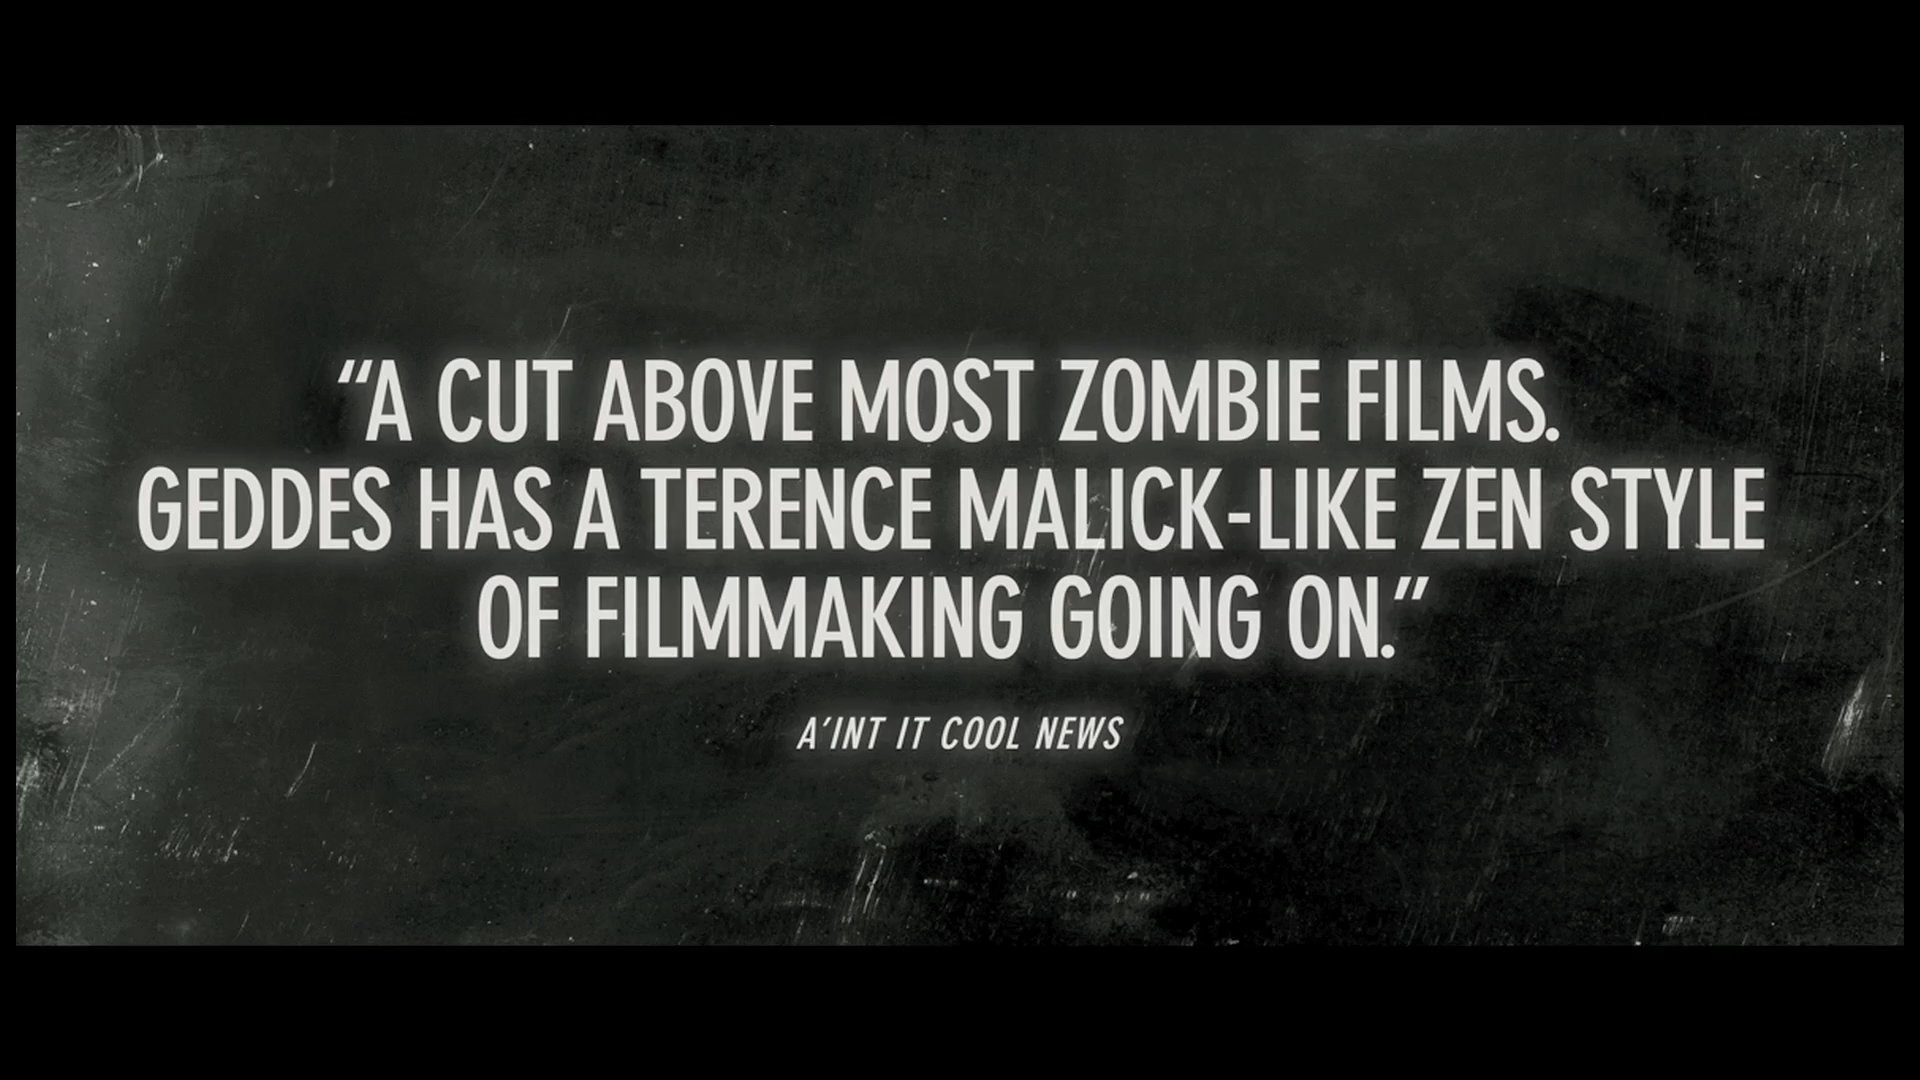 “A CUT ABOVE MOST ZOMBIE FILMS.
GEDDES HAS A TERENCE MALICK-LIKE ZEN STYLE
OF FILMMAKING GOING ON.”
A’INT IT COOL NEWS